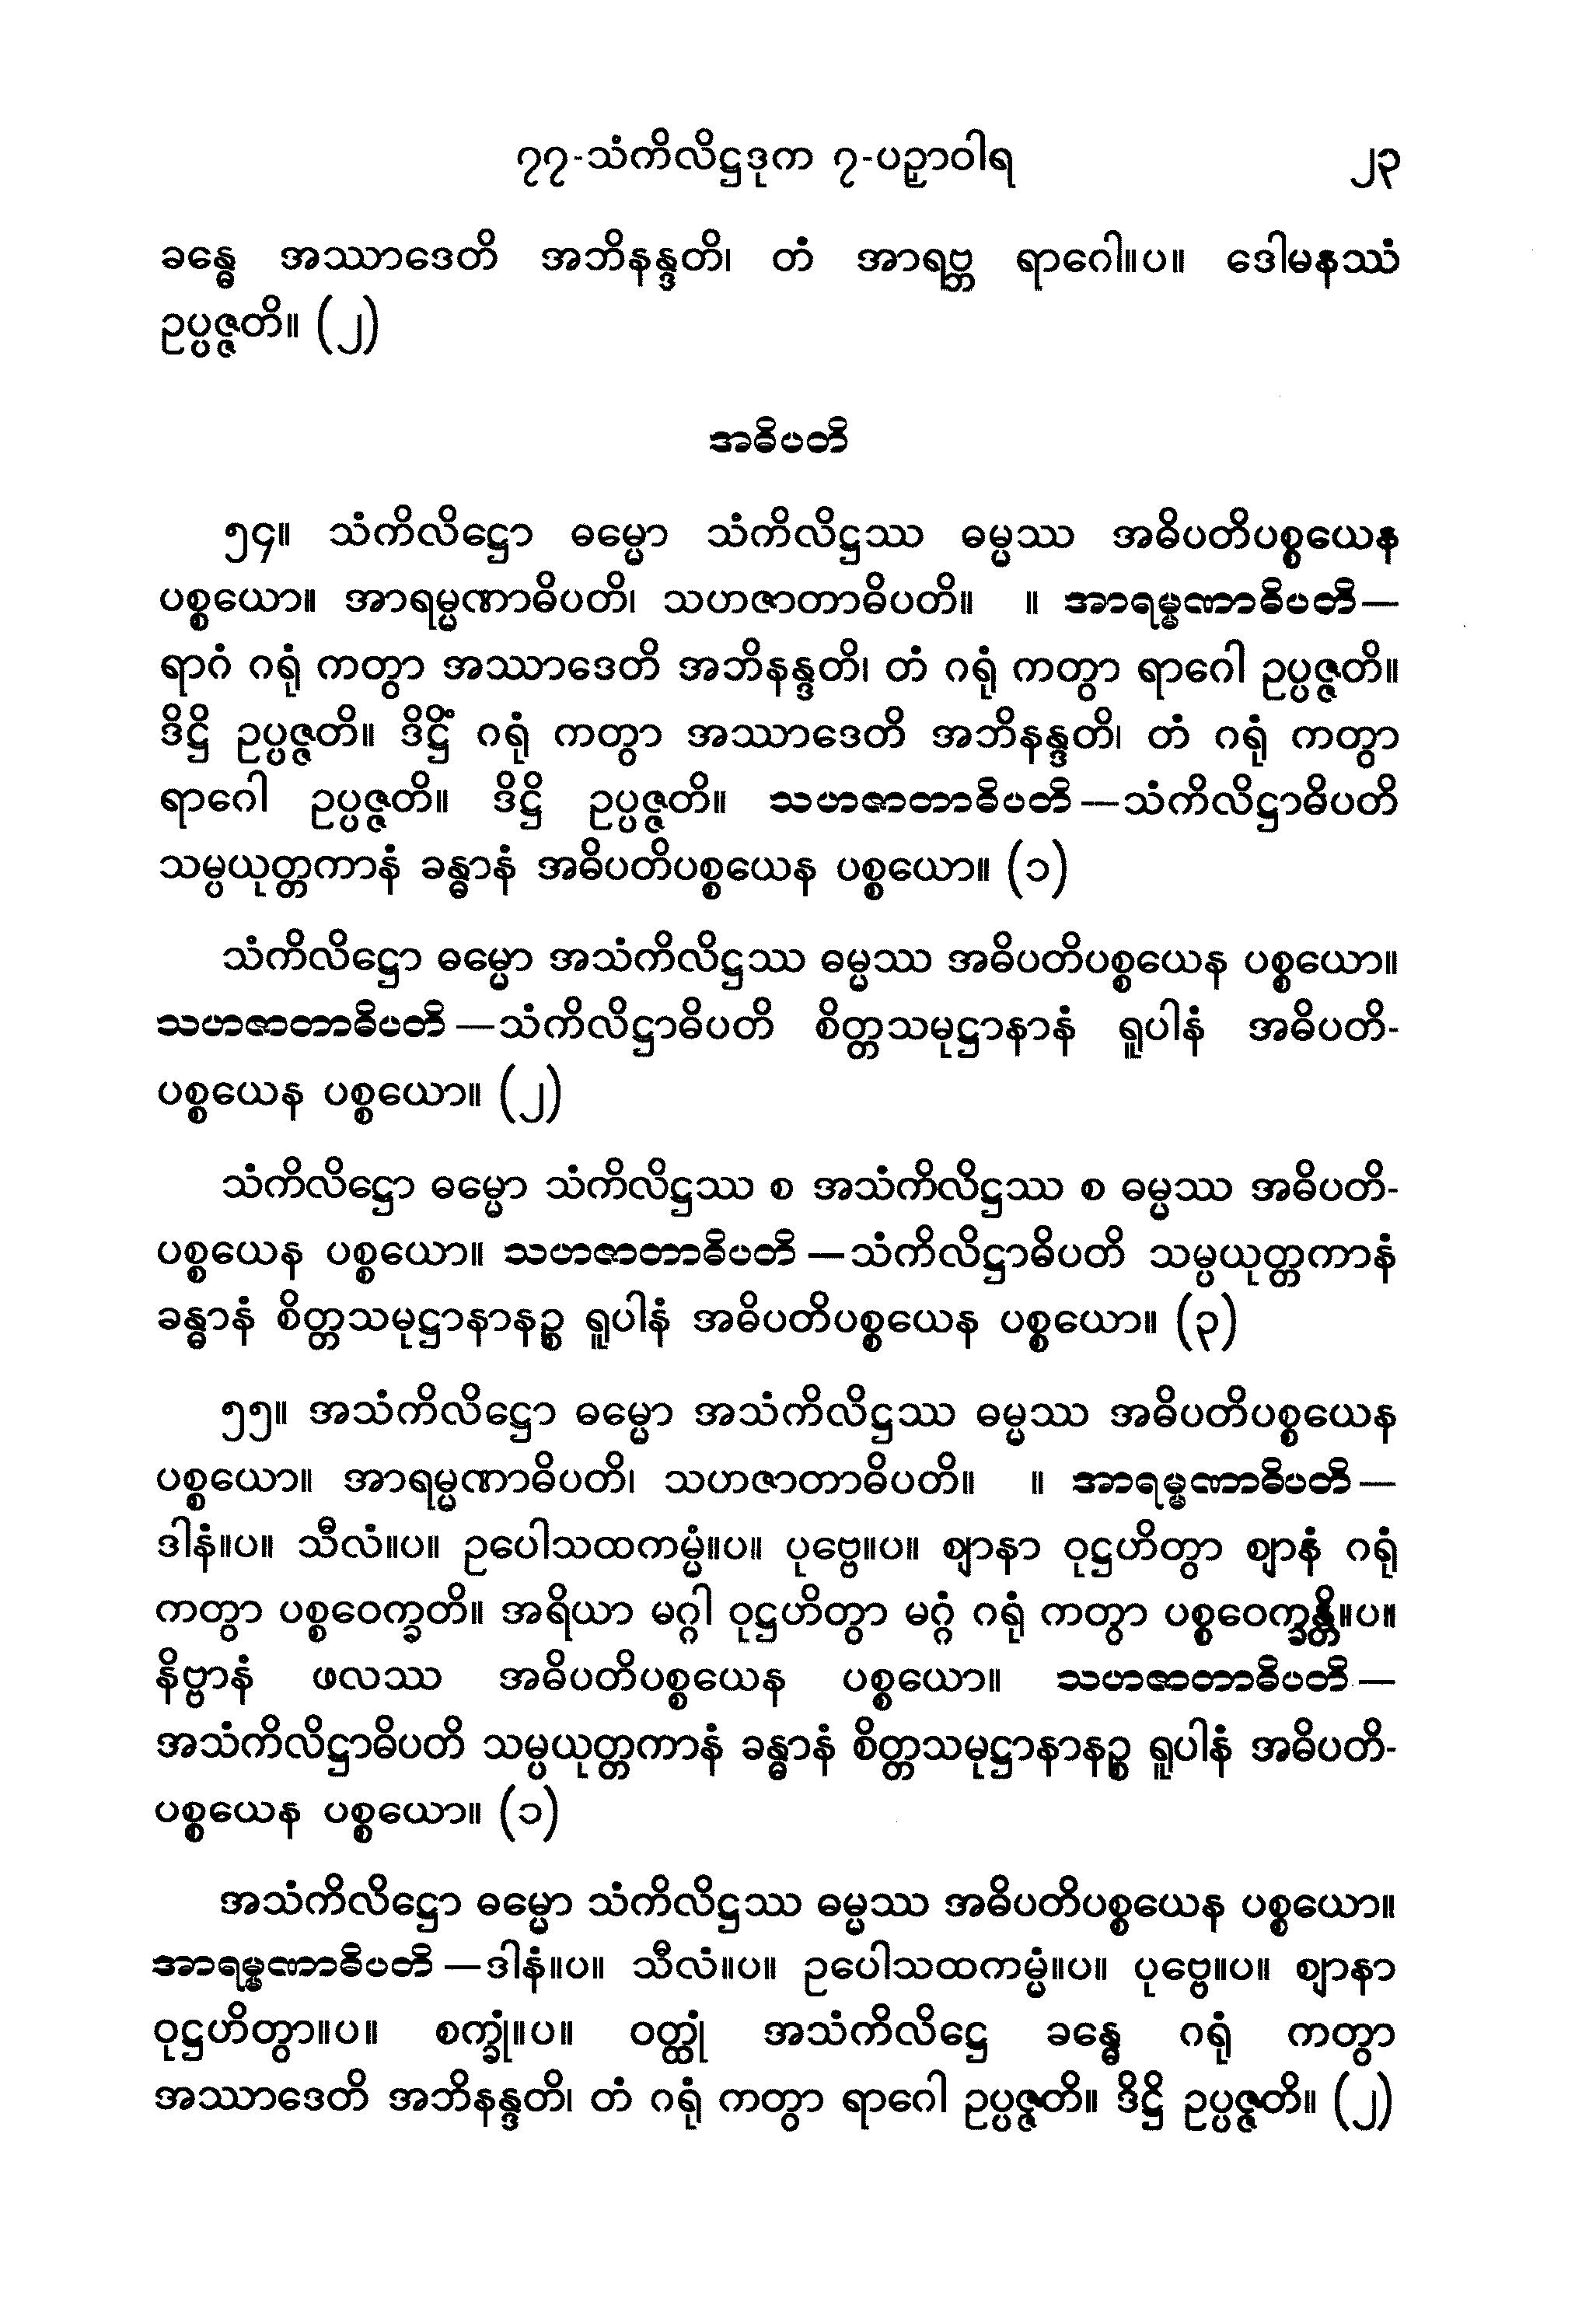 ၇၇-သံကိလိဋ္ဌဒုက ၇-ပဉှာဝါရ ၂၃
ခန္ဓေ အဿာဒေတိ အဘိနန္ဒတိ၊ တံ အာရဗ္ဘ ရာဂေါ။ပ။ ဒေါမနဿံ
ဥပ္ပဇ္ဇတိ။ (၂)
အဓိပတိ
၅၄။ သံကိလိဋ္ဌော ဓမ္မော သံကိလိဋ္ဌဿ ဓမ္မဿ အဓိပတိပစ္စယေန
ပစ္စယော။ အာရမ္မဏာဓိပတိ၊ သဟဇာတာဓိပတိ။ ။ အာရမ္မဏာဓိပတိ—
ရာဂံ ဂရုံ ကတွာ အဿာဒေတိ အဘိနန္ဒတိ၊ တံ ဂရုံ ကတွာ ရာဂေါ ဥပ္ပဇ္ဇတိ။
ဒိဋ္ဌိ ဥပ္ပဇ္ဇတိ။ ဒိဋ္ဌိံ ဂရုံ ကတွာ အဿာဒေတိ အဘိနန္ဒတိ၊ တံ ဂရုံ ကတွာ
ရာဂေါ ဥပ္ပဇ္ဇတိ။ ဒိဋ္ဌိ ဥပ္ပဇ္ဇတိ။ သဟဇာတာဓိပတိ—သံကိလိဋ္ဌာဓိပတိ
သမ္ပယုတ္တကာနံ ခန္ဓာနံ အဓိပတိပစ္စယေန ပစ္စယော။ (၁)
သံကိလိဋ္ဌော ဓမ္မော အသံကိလိဋ္ဌဿ ဓမ္မဿ အဓိပတိပစ္စယေန ပစ္စယော။
သဟဇာတာဓိပတိ—သံကိလိဋ္ဌာဓိပတိ စိတ္တသမုဋ္ဌာနာနံ ရူပါနံ အဓိပတိ-
ပစ္စယေန ပစ္စယော။ (၂)
သံကိလိဋ္ဌော ဓမ္မော သံကိလိဋ္ဌဿ စ အသံကိလိဋ္ဌဿ စ ဓမ္မဿ အဓိပတိ-
ပစ္စယေန ပစ္စယော။ သဟဇာတာဓိပတိ—သံကိလိဋ္ဌာဓိပတိ သမ္ပယုတ္တကာနံ
ခန္ဓာနံ စိတ္တသမုဋ္ဌာနာနဉ္စ ရူပါနံ အဓိပတိပစ္စယေန ပစ္စယော။ (၃)
၅၅။ အသံကိလိဋ္ဌော ဓမ္မော အသံကိလိဋ္ဌဿ ဓမ္မဿ အဓိပတိပစ္စယေန
ပစ္စယော။ အာရမ္မဏာဓိပတိ၊ သဟဇာတာဓိပတိ။ ။ အာရမ္မဏာဓိပတိ—
ဒါနံ။ပ။ သီလံ။ပ။ ဥပေါသထကမ္မံ။ပ။ ပုဗ္ဗေ။ပ။ ဈာနာ ဝုဋ္ဌဟိတွာ ဈာနံ ဂရုံ
ကတွာ ပစ္စဝေက္ခတိ။ အရိယာ မဂ္ဂါ ဝုဋ္ဌဟိတွာ မဂ္ဂံ ဂရုံ ကတွာ ပစ္စဝေက္ခန္တိ။ပ။
နိဗ္ဗာနံ ဖလဿ အဓိပတိပစ္စယေန ပစ္စယော။ သဟဇာတာဓိပတိ—
အသံကိလိဋ္ဌာဓိပတိ သမ္ပယုတ္တကာနံ ခန္ဓာနံ စိတ္တသမုဋ္ဌာနာနဉ္စ ရူပါနံ အဓိပတိ-
ပစ္စယေန ပစ္စယော။ (၁)
အသံကိလိဋ္ဌော ဓမ္မော သံကိလိဋ္ဌဿ ဓမ္မဿ အဓိပတိပစ္စယေန ပစ္စယော။
အာရမ္မဏာဓိပတိ—ဒါနံ။ပ။ သီလံ။ပ။ ဥပေါသထကမ္မံ။ပ။ ပုဗ္ဗေ။ပ။ ဈာနာ
ဝုဋ္ဌဟိတွာ။ပ။ စက္ခုံ။ပ။ ဝတ္ထုံ အသံကိလိဋ္ဌေ ခန္ဓေ ဂရုံ ကတွာ
အဿာဒေတိ အဘိနန္ဒတိ၊ တံ ဂရုံ ကတွာ ရာဂေါ ဥပ္ပဇ္ဇတိ။ ဒိဋ္ဌိ ဥပ္ပဇ္ဇတိ။ (၂)